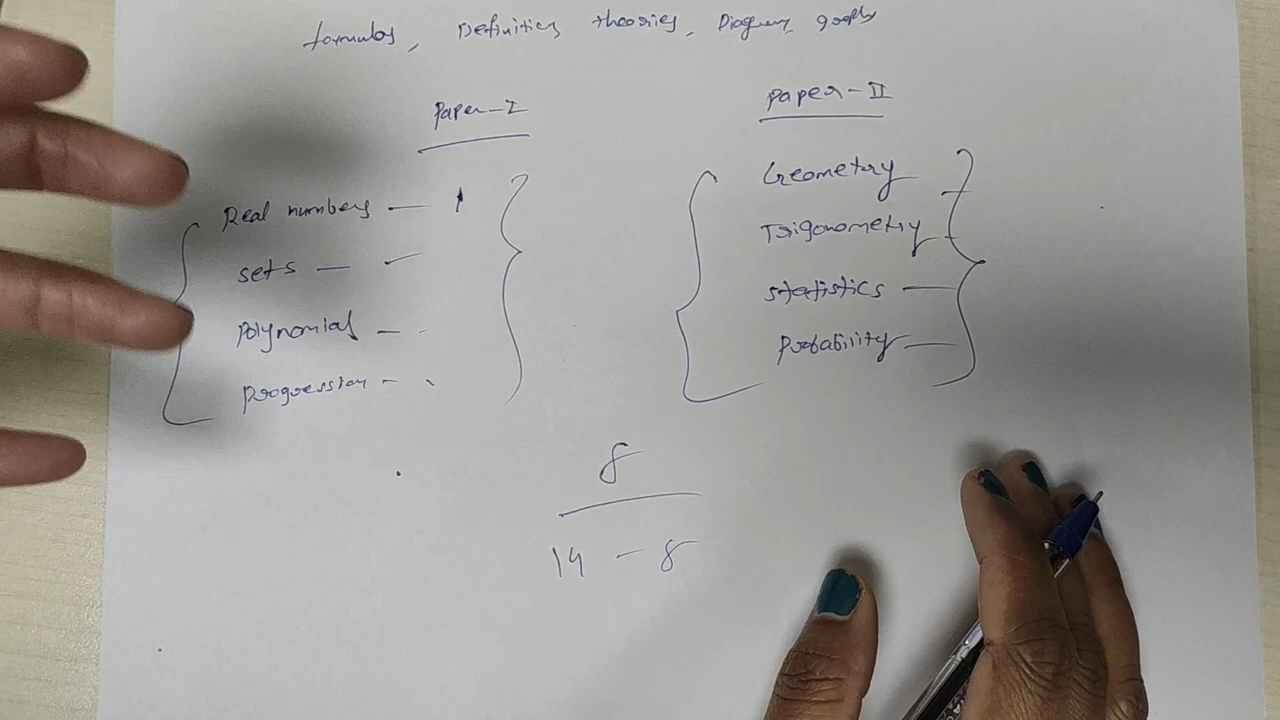 formulas, Definitions, theories, Diagrams, graphs
Paper-I
Real numbers —
sets —
Polynomial —
Progression -
Paper-II
Geometry
Trigonometry
Statistics —
Probability —
8
14 - 8